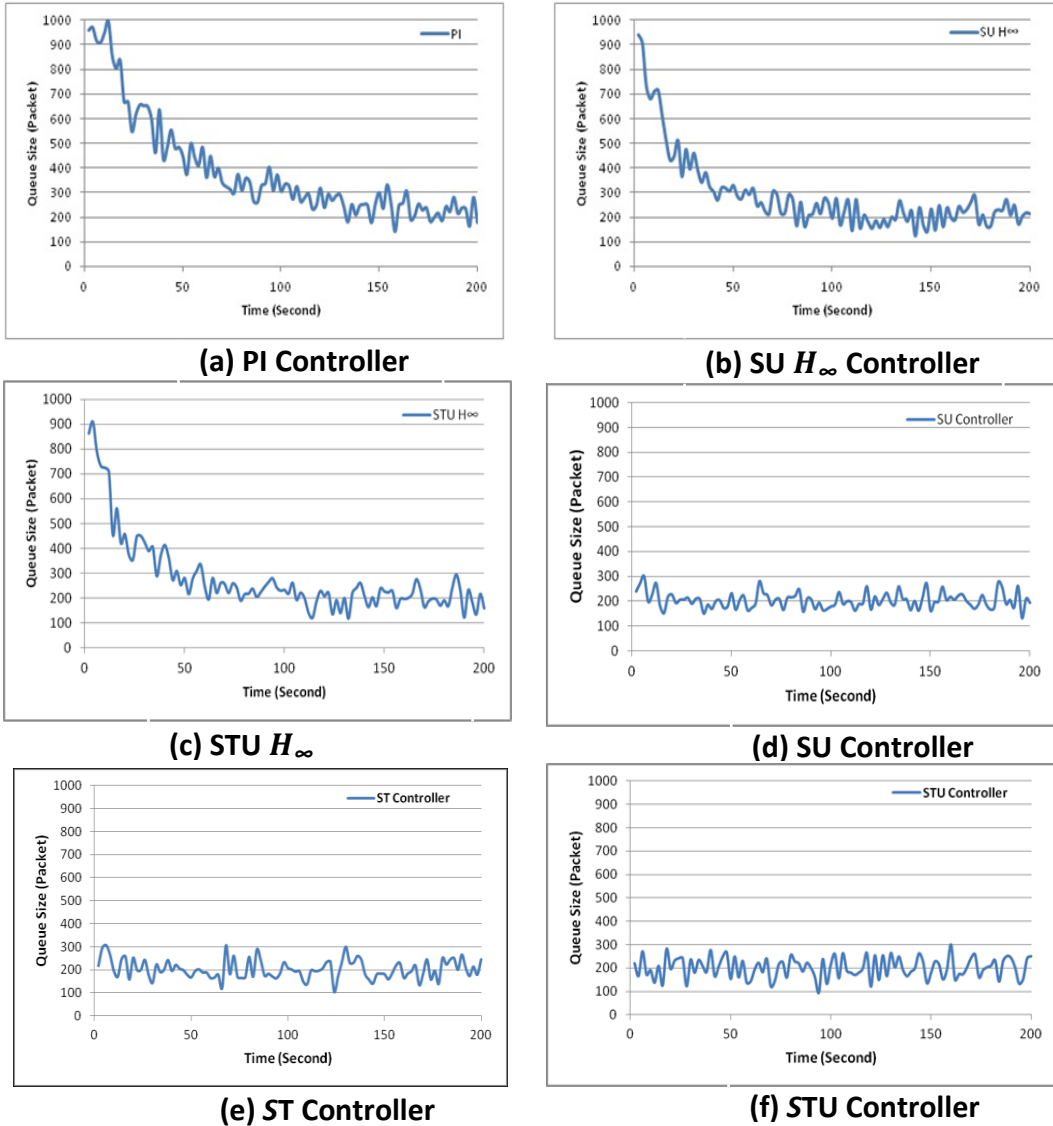 1000
900
800
700
600
500
400
300
200
100
0
Queue Size (Packet)
PI
0 50 100 150 200
Time (Second)
(a) PI Controller
1000
900
800
700
600
500
400
300
200
100
0
Queue Size (Packet)
SU H∞
0 50 100 150 200
Time (Second)
(b) SU H∞ Controller
1000
900
800
700
600
500
400
300
200
100
0
Queue Size (Packet)
STU H∞
0 50 100 150 200
Time (Second)
(c) STU H∞
1000
900
800
700
600
500
400
300
200
100
0
Queue Size (Packet)
SU Controller
0 50 100 150 200
Time (Second)
(d) SU Controller
1000
900
800
700
600
500
400
300
200
100
0
Queue Size (Packet)
ST Controller
0 50 100 150 200
Time (Second)
(e) ST Controller
1000
900
800
700
600
500
400
300
200
100
0
Queue Size (Packet)
STU Controller
0 50 100 150 200
Time (Second)
(f) STU Controller